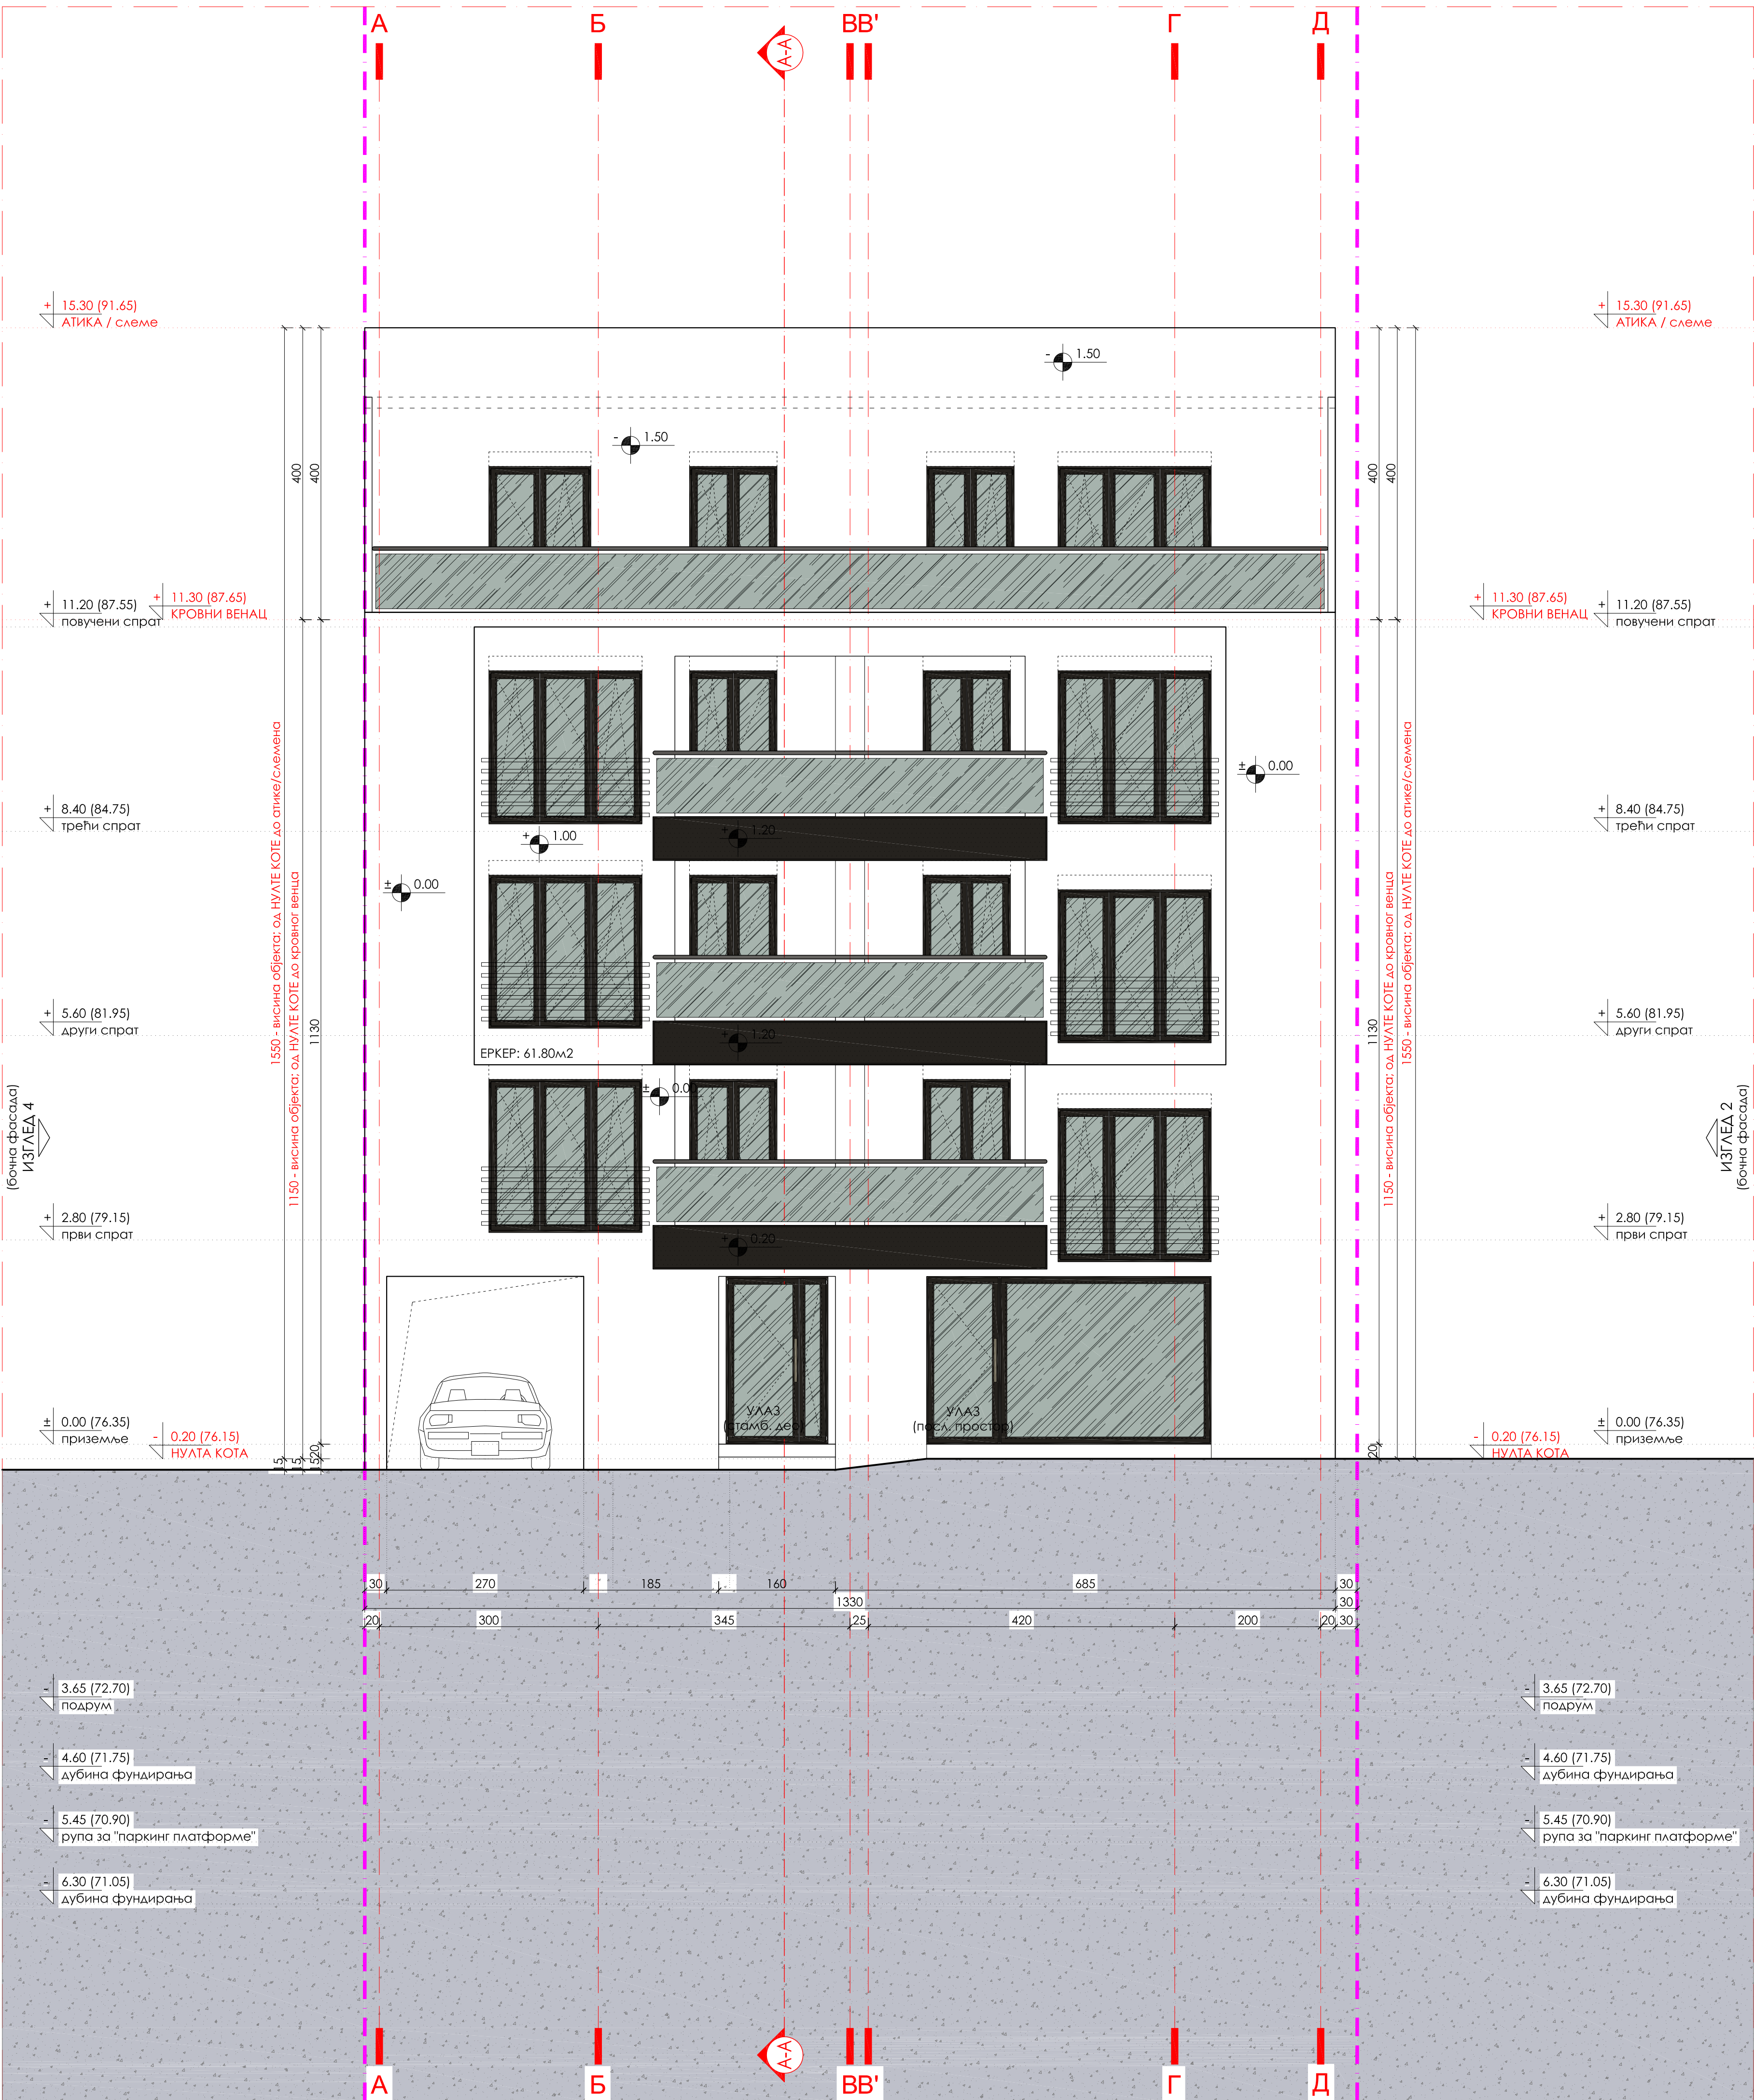 А Б А-А В В' Г Д
+ 15.30 (91.65)
АТИКА / слеме
+ 15.30 (91.65)
АТИКА / слеме
- 1.50
- 1.50
400
400
400
400
+ 11.20 (87.55)
повучени спрат
+ 11.30 (87.65)
КРОВНИ ВЕНАЦ
+ 11.30 (87.65)
КРОВНИ ВЕНАЦ
+ 11.20 (87.55)
повучени спрат
1550 - висина објекта: од НУЛТЕ КОТЕ до атике/слемена
1150 - висина објекта: од НУЛТЕ КОТЕ до кровног венца
1130
1130
1150 - висина објекта: од НУЛТЕ КОТЕ до кровног венца
1550 - висина објекта: од НУЛТЕ КОТЕ до атике/слемена
± 0.00
+ 8.40 (84.75)
трећи спрат
+ 8.40 (84.75)
трећи спрат
+ 1.00
+ 1.20
± 0.00
+ 5.60 (81.95)
други спрат
+ 5.60 (81.95)
други спрат
+ 1.20
ЕРКЕР: 61.80м2
± 0.00
(бочна фасада)
ИЗГЛЕД 4
ИЗГЛЕД 2
(бочна фасада)
+ 2.80 (79.15)
први спрат
+ 2.80 (79.15)
први спрат
+ 0.20
УЛАЗ
(стамб. део)
УЛАЗ
(посл. простор)
± 0.00 (76.35)
приземље
- 0.20 (76.15)
НУЛТА КОТА
- 0.20 (76.15)
НУЛТА КОТА
± 0.00 (76.35)
приземље
15 15 15 20
20
30 270 185 160 685 30
1330 30
20 300 345 25 420 200 20 30
- 3.65 (72.70)
подрум
- 3.65 (72.70)
подрум
- 4.60 (71.75)
дубина фундирања
- 4.60 (71.75)
дубина фундирања
- 5.45 (70.90)
рупа за "паркинг платформе"
- 5.45 (70.90)
рупа за "паркинг платформе"
- 6.30 (71.05)
дубина фундирања
- 6.30 (71.05)
дубина фундирања
А Б А-А В В' Г Д